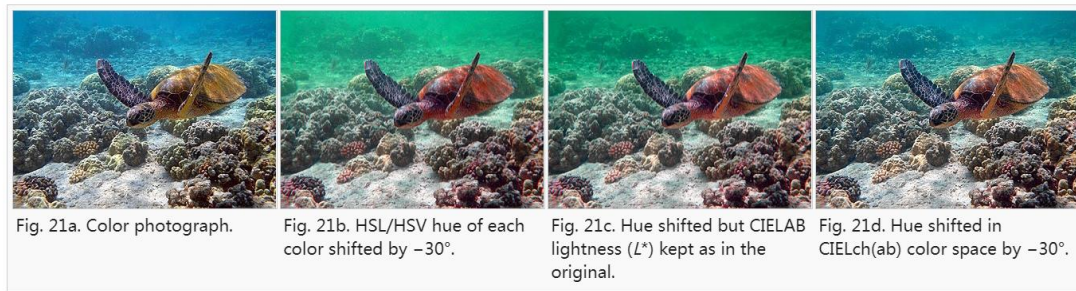 Fig. 21a. Color photograph.
Fig. 21b. HSL/HSV hue of each
color shifted by −30°.
Fig. 21c. Hue shifted but CIELAB
lightness (L*) kept as in the
original.
Fig. 21d. Hue shifted in
CIELch(ab) color space by −30°.